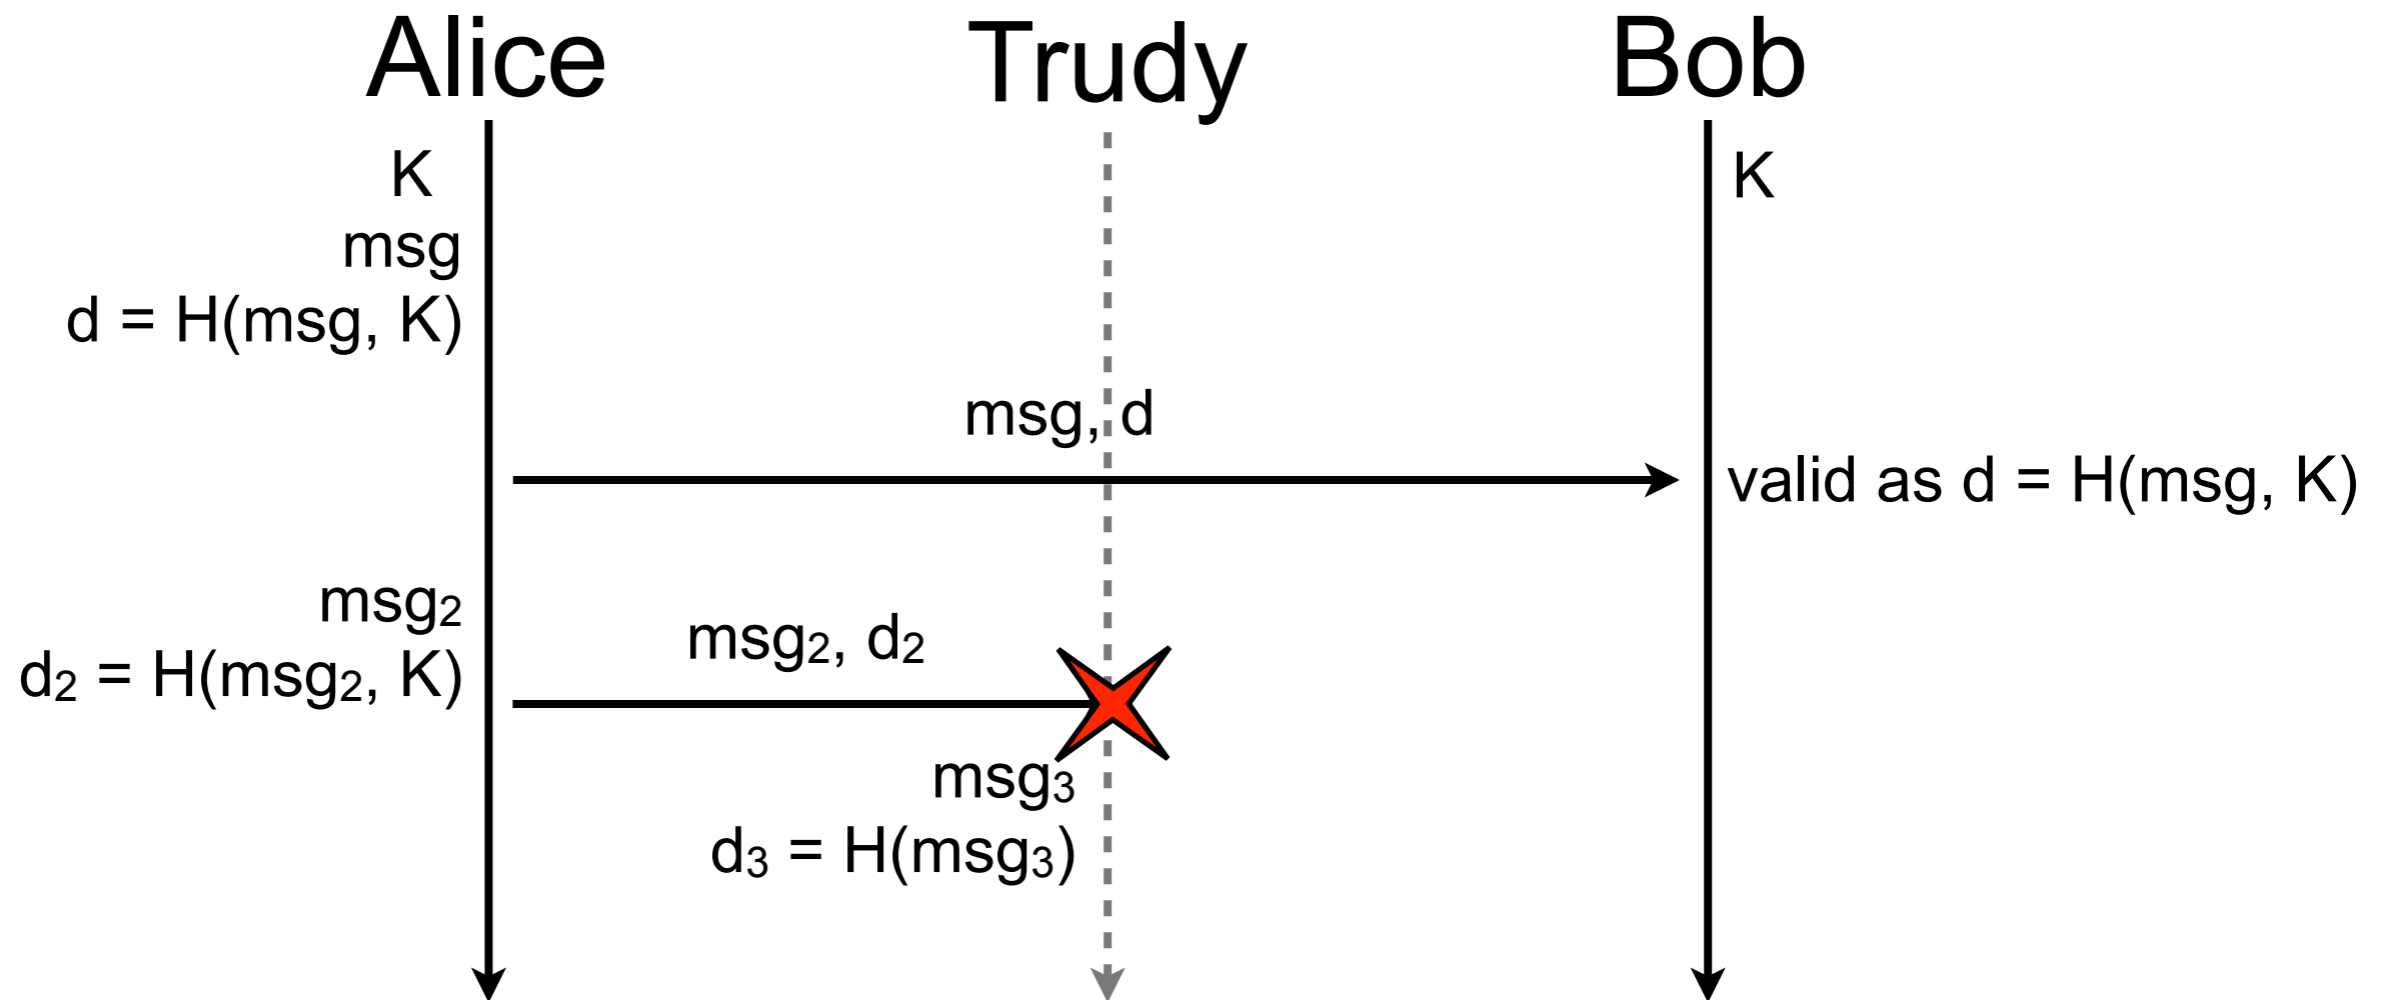 Alice
Trudy
Bob
K
K
msg
d = H(msg, K)
msg, d
valid as d = H(msg, K)
msg₂
d₂ = H(msg₂, K)
msg₂, d₂
msg₃
d₃ = H(msg₃)